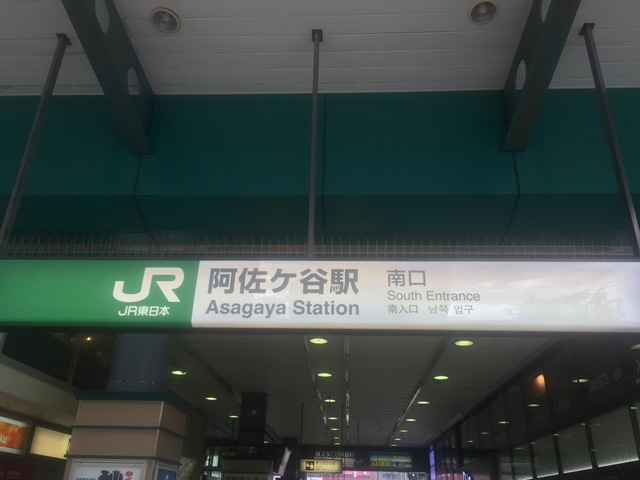 JR
JR東日本
阿佐ケ谷駅
Asagaya Station
南口
South Entrance
南入口 남쪽 입구